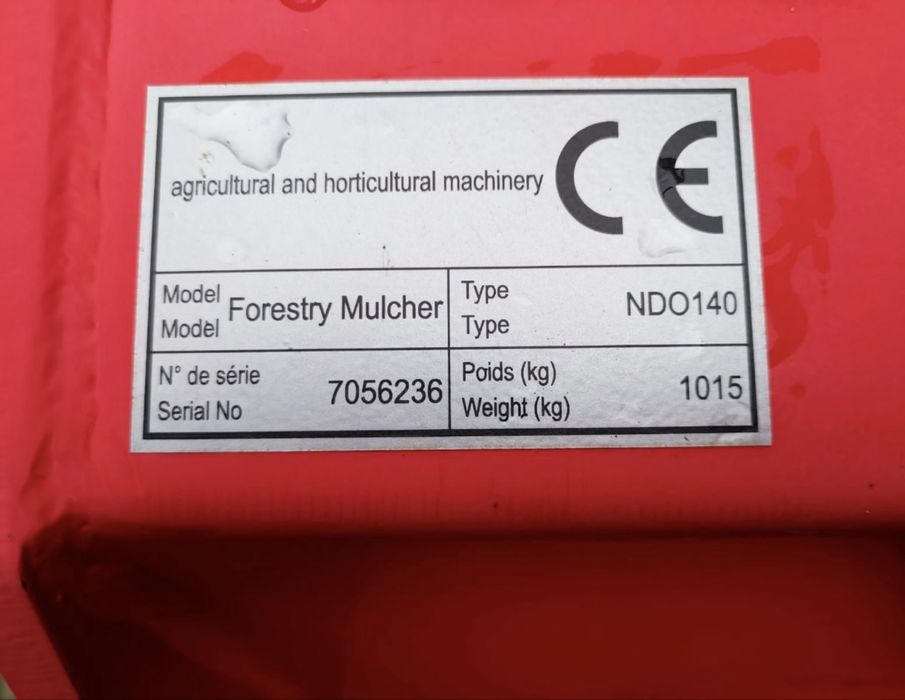 agricultural and horticultural machinery CE
Model
Model Forestry Mulcher
Type
Type NDO140
N° de série
Serial No 7056236
Poids (kg)
Weight (kg) 1015